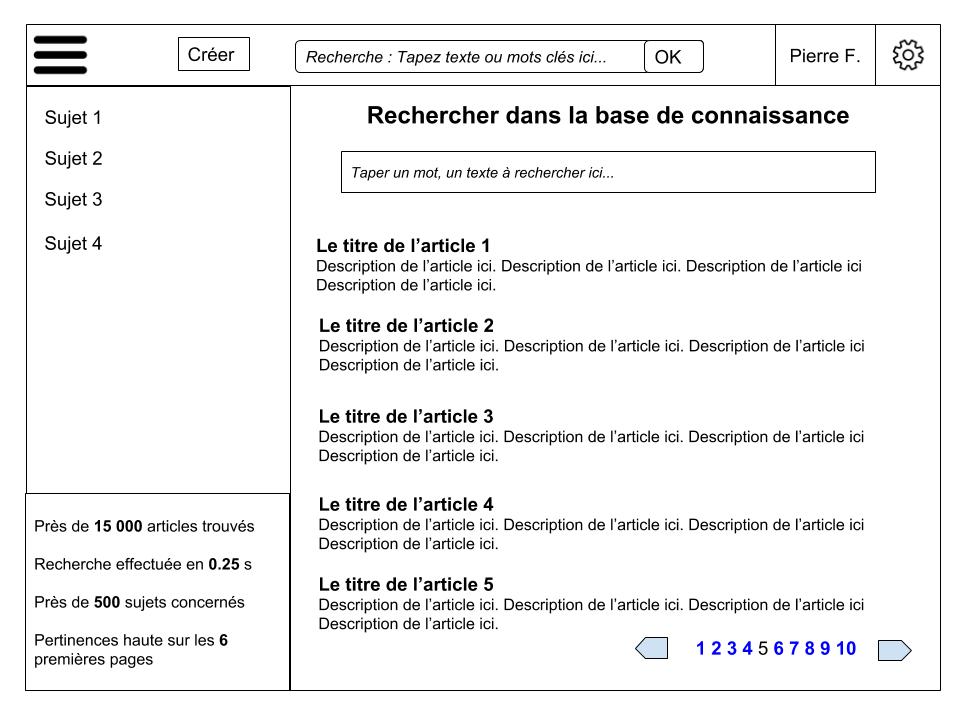 Créer
Recherche : Tapez texte ou mots clés ici...
OK
Pierre F.
Sujet 1
Sujet 2
Sujet 3
Sujet 4
Près de 15 000 articles trouvés
Recherche effectuée en 0.25 s
Près de 500 sujets concernés
Pertinences haute sur les 6
premières pages
Rechercher dans la base de connaissance
Taper un mot, un texte à rechercher ici...
Le titre de l’article 1
Description de l’article ici. Description de l’article ici. Description de l’article ici
Description de l’article ici.
Le titre de l’article 2
Description de l’article ici. Description de l’article ici. Description de l’article ici
Description de l’article ici.
Le titre de l’article 3
Description de l’article ici. Description de l’article ici. Description de l’article ici
Description de l’article ici.
Le titre de l’article 4
Description de l’article ici. Description de l’article ici. Description de l’article ici
Description de l’article ici.
Le titre de l’article 5
Description de l’article ici. Description de l’article ici. Description de l’article ici
Description de l’article ici.
1 2 3 4 5 6 7 8 9 10